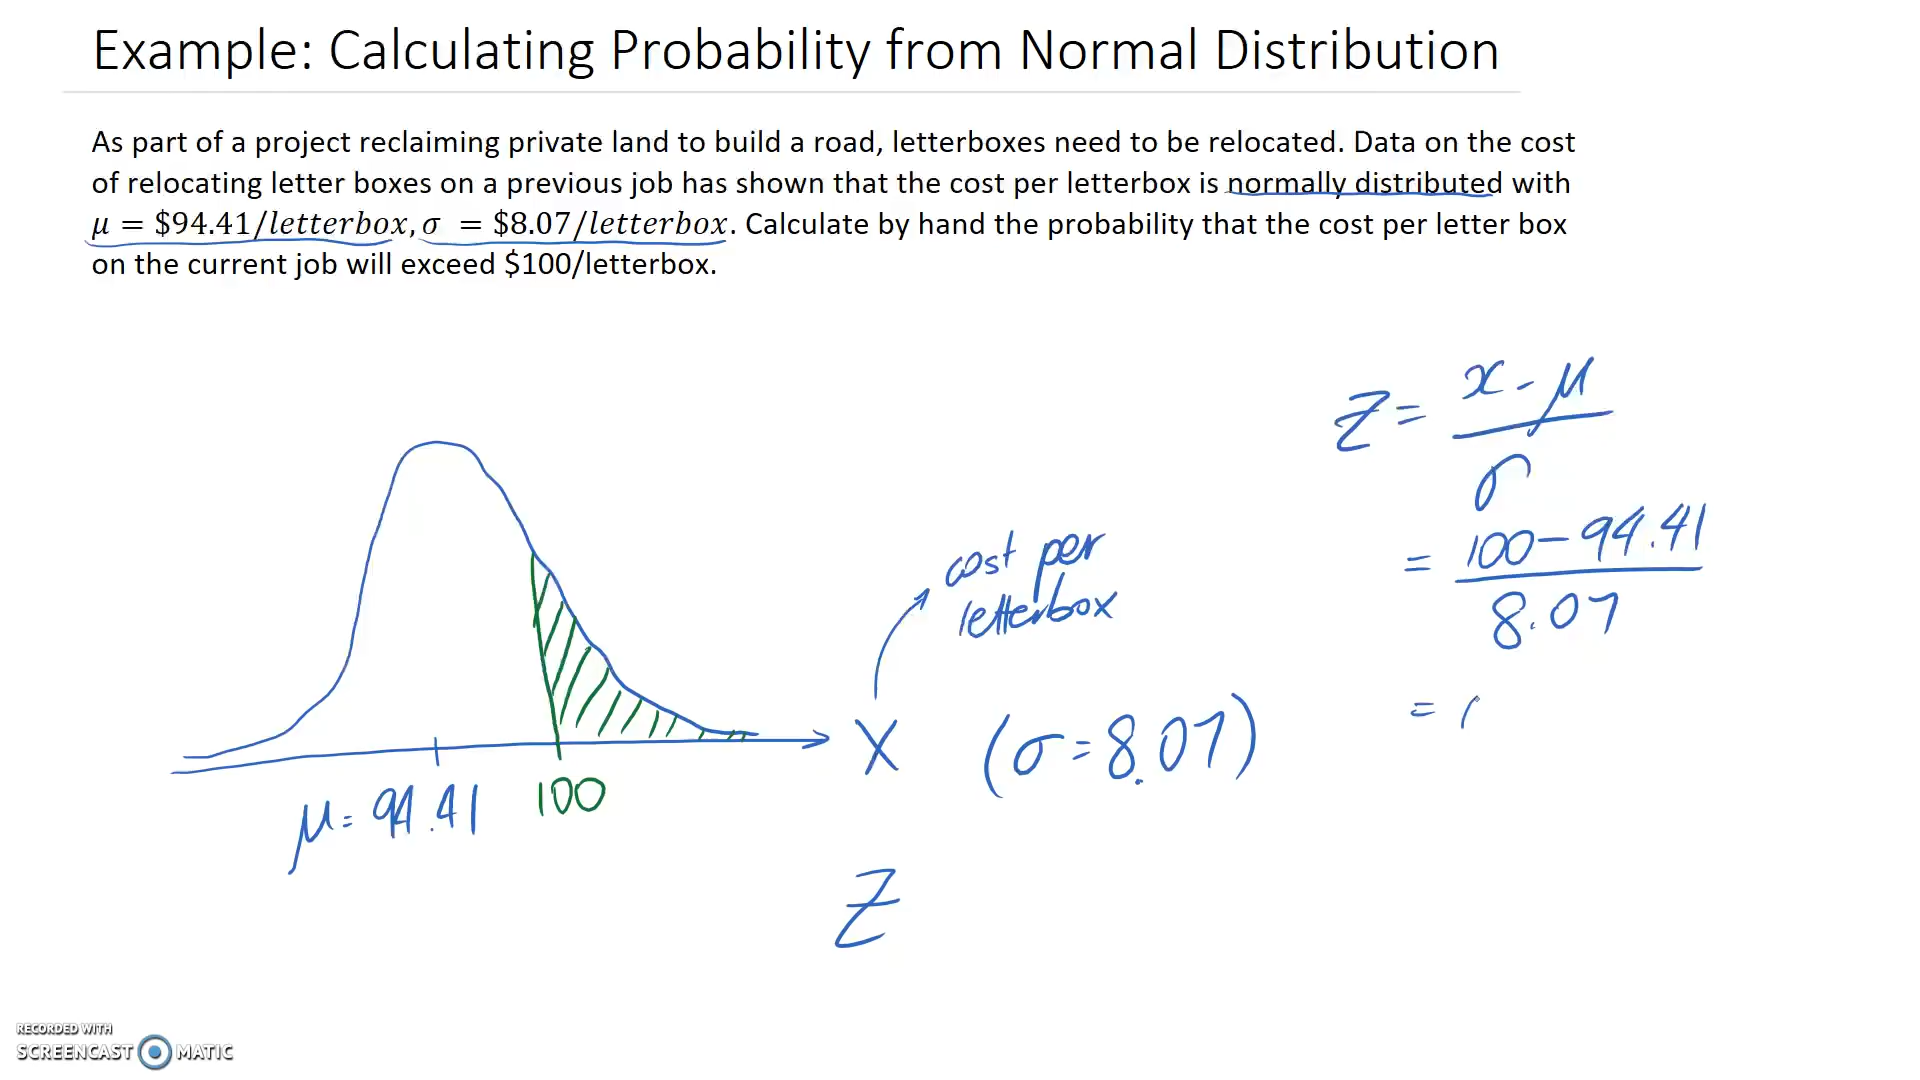 Example: Calculating Probability from Normal Distribution
As part of a project reclaiming private land to build a road, letterboxes need to be relocated. Data on the cost
of relocating letter boxes on a previous job has shown that the cost per letterbox is normally distributed with
μ = $94.41/letterbox, σ = $8.07/letterbox. Calculate by hand the probability that the cost per letter box
on the current job will exceed $100/letterbox.
Z = x - μ
σ
= 100 - 94.41
8.07
=
cost per
letterbox
X (σ = 8.07)
μ = 94.41 100
Z
RECORDED WITH
SCREENCAST MATIC